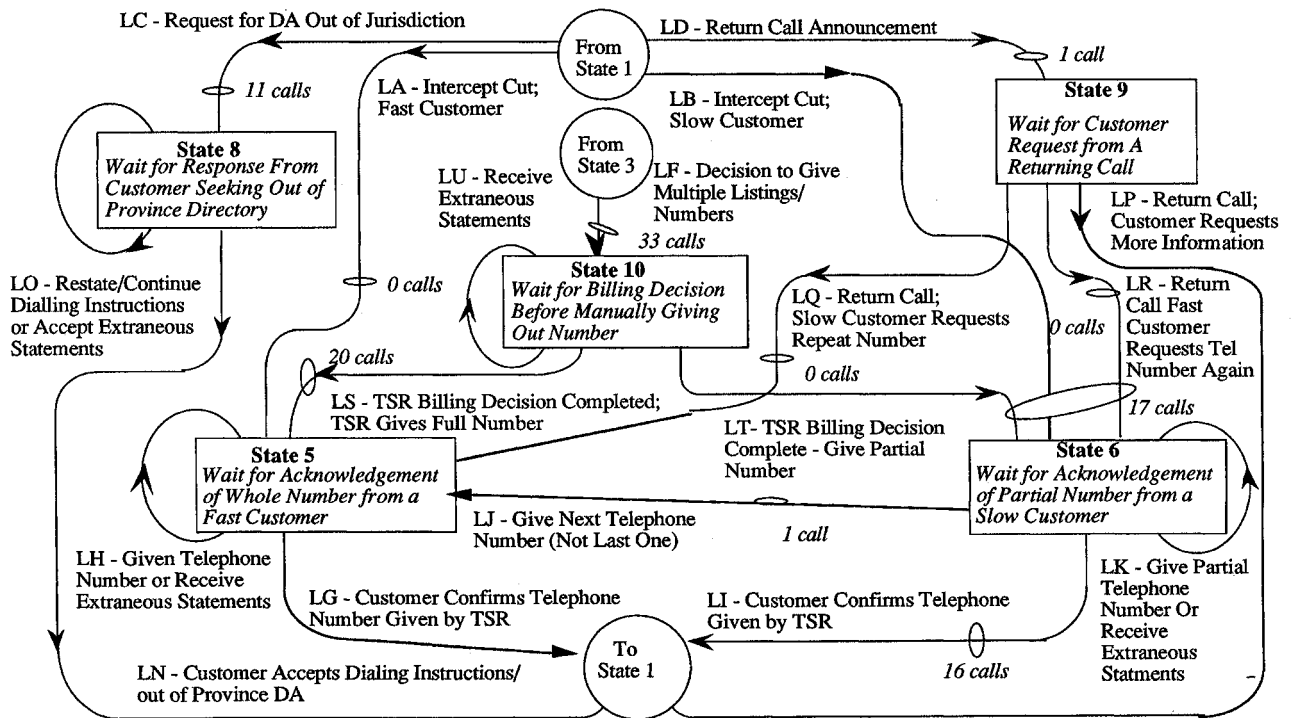 LC - Request for DA Out of Jurisdiction
From
State 1
LD - Return Call Announcement
1 call
11 calls
LA - Intercept Cut;
Fast Customer
LB - Intercept Cut;
Slow Customer
State 9
Wait for Customer
Request from A
Returning Call
State 8
Wait for Response From
Customer Seeking Out of
Province Directory
From
State 3
LU - Receive
Extraneous
Statements
LF - Decision to Give
Multiple Listings/
Numbers
33 calls
LP - Return Call;
Customer Requests
More Information
LO - Restate/Continue
Dialling Instructions
or Accept Extraneous
Statements
0 calls
State 10
Wait for Billing Decision
Before Manually Giving
Out Number
LQ - Return Call;
Slow Customer Requests
Repeat Number
0 calls
0 calls
LR - Return
Call Fast
Customer
Requests Tel
Number Again
20 calls
LS - TSR Billing Decision Completed;
TSR Gives Full Number
LT- TSR Billing Decision
Complete - Give Partial
Number
17 calls
State 5
Wait for Acknowledgement
of Whole Number from a
Fast Customer
State 6
Wait for Acknowledgement
of Partial Number from a
Slow Customer
LJ - Give Next Telephone
Number (Not Last One)
1 call
LH - Given Telephone
Number or Receive
Extraneous Statements
LG - Customer Confirms Telephone
Number Given by TSR
LI - Customer Confirms Telephone
Given by TSR
LK - Give Partial
Telephone
Number Or
Receive
Extraneous
Statments
To
State 1
16 calls
LN - Customer Accepts Dialing Instructions/
out of Province DA